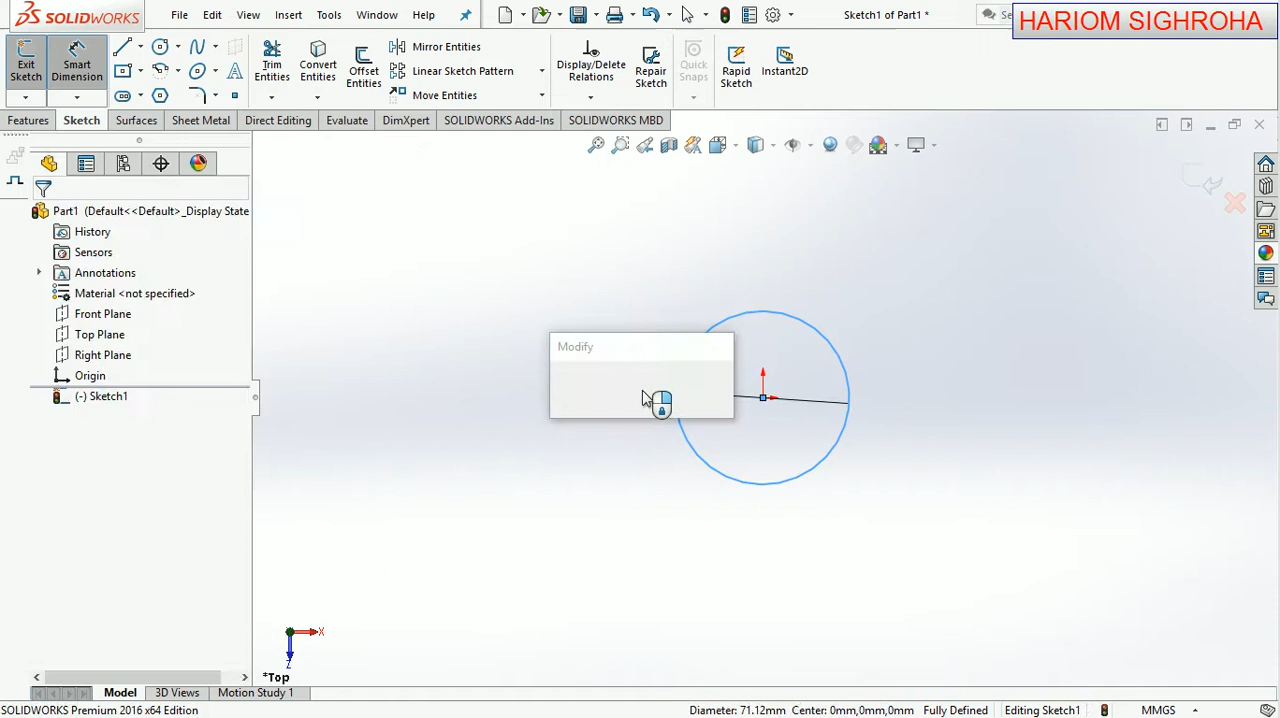 SOLIDWORKS
File Edit View Insert Tools Window Help
Sketch1 of Part1 *
HARIOM SIGHROHA
Exit Sketch
Smart Dimension
Trim Entities
Convert Entities
Offset Entities
Mirror Entities
Linear Sketch Pattern
Move Entities
Display/Delete Relations
Repair Sketch
Quick Snaps
Rapid Sketch
Instant2D
Features Sketch Surfaces Sheet Metal Direct Editing Evaluate DimXpert SOLIDWORKS Add-Ins SOLIDWORKS MBD
Part1 (Default<<Default>_Display State
History
Sensors
Annotations
Material <not specified>
Front Plane
Top Plane
Right Plane
Origin
(-) Sketch1
Modify
X
Z
*Top
Model 3D Views Motion Study 1
SOLIDWORKS Premium 2016 x64 Edition
Diameter: 71.12mm Center: 0mm,0mm,0mm Fully Defined Editing Sketch1 MMGS